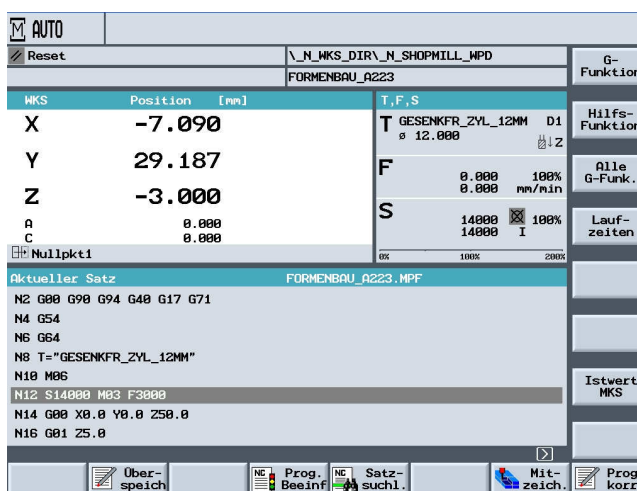 M AUTO
Reset
\_N_WKS_DIR\_N_SHOPMILL_WPD
FORMENBAU_A223
G-
Funktion
WKS Position [mm]
T,F,S
X -7.090
T GESENKFR_ZYL_12MM D1
ø 12.000
Z
Hilfs-
Funktion
Y 29.187
F 0.000 100%
0.000 mm/min
Alle
G-Funk.
Z -3.000
S 14000 100%
14000 I
Lauf-
zeiten
A 0.000
C 0.000
Nullpkt1
0% 100% 200%
Aktueller Satz FORMENBAU_A223.MPF
N2 G00 G90 G94 G40 G17 G71
N4 G54
N6 G64
N8 T="GESENKFR_ZYL_12MM"
N10 M06
N12 S14000 M03 F3000
N14 G00 X0.0 Y0.0 Z50.0
N16 G01 Z5.0
Istwert
MKS
Über-
speich
NC Prog.
Beeinf
NC Satz-
suchl.
Mit-
zeich.
Prog
korr